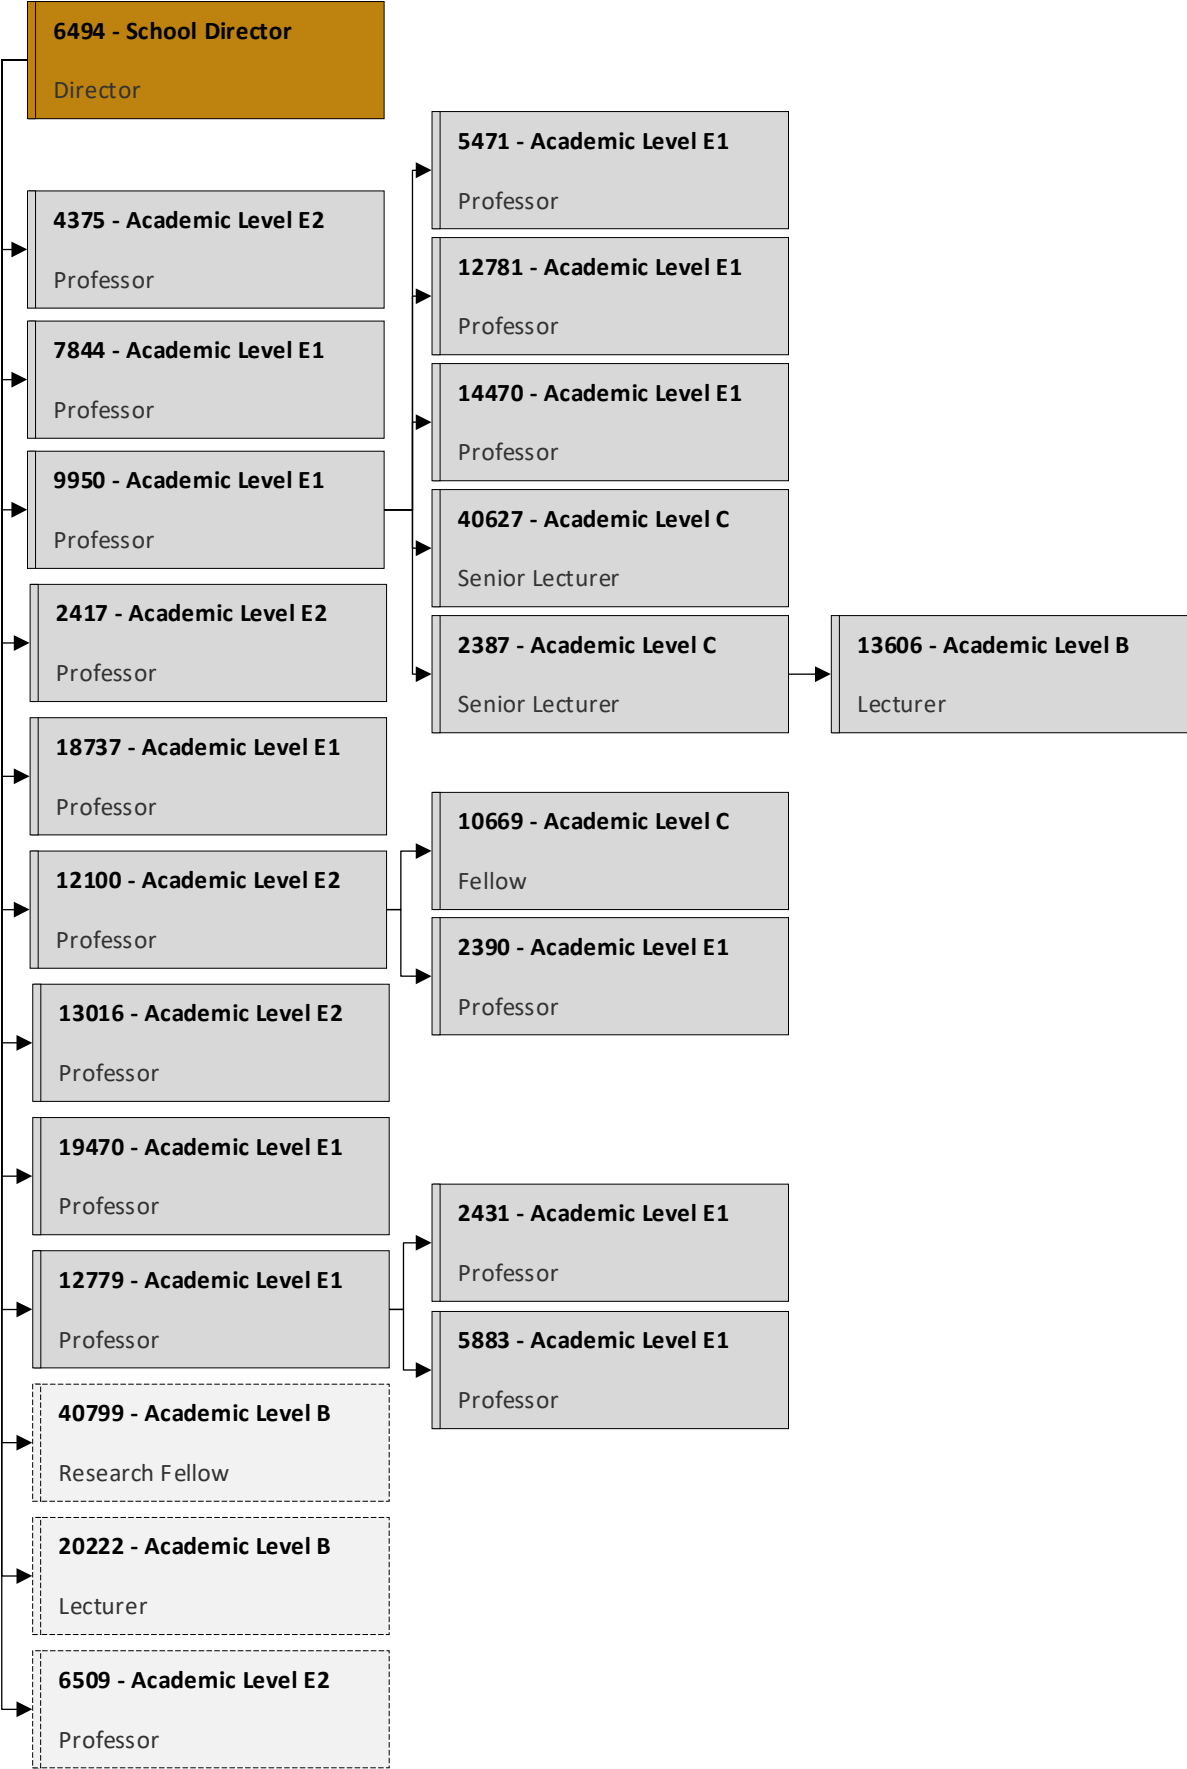 6494 - School Director
Director
4375 - Academic Level E2
Professor
7844 - Academic Level E1
Professor
9950 - Academic Level E1
Professor
5471 - Academic Level E1
Professor
12781 - Academic Level E1
Professor
14470 - Academic Level E1
Professor
40627 - Academic Level C
Senior Lecturer
2387 - Academic Level C
Senior Lecturer
13606 - Academic Level B
Lecturer
2417 - Academic Level E2
Professor
18737 - Academic Level E1
Professor
12100 - Academic Level E2
Professor
10669 - Academic Level C
Fellow
2390 - Academic Level E1
Professor
13016 - Academic Level E2
Professor
19470 - Academic Level E1
Professor
12779 - Academic Level E1
Professor
2431 - Academic Level E1
Professor
5883 - Academic Level E1
Professor
40799 - Academic Level B
Research Fellow
20222 - Academic Level B
Lecturer
6509 - Academic Level E2
Professor